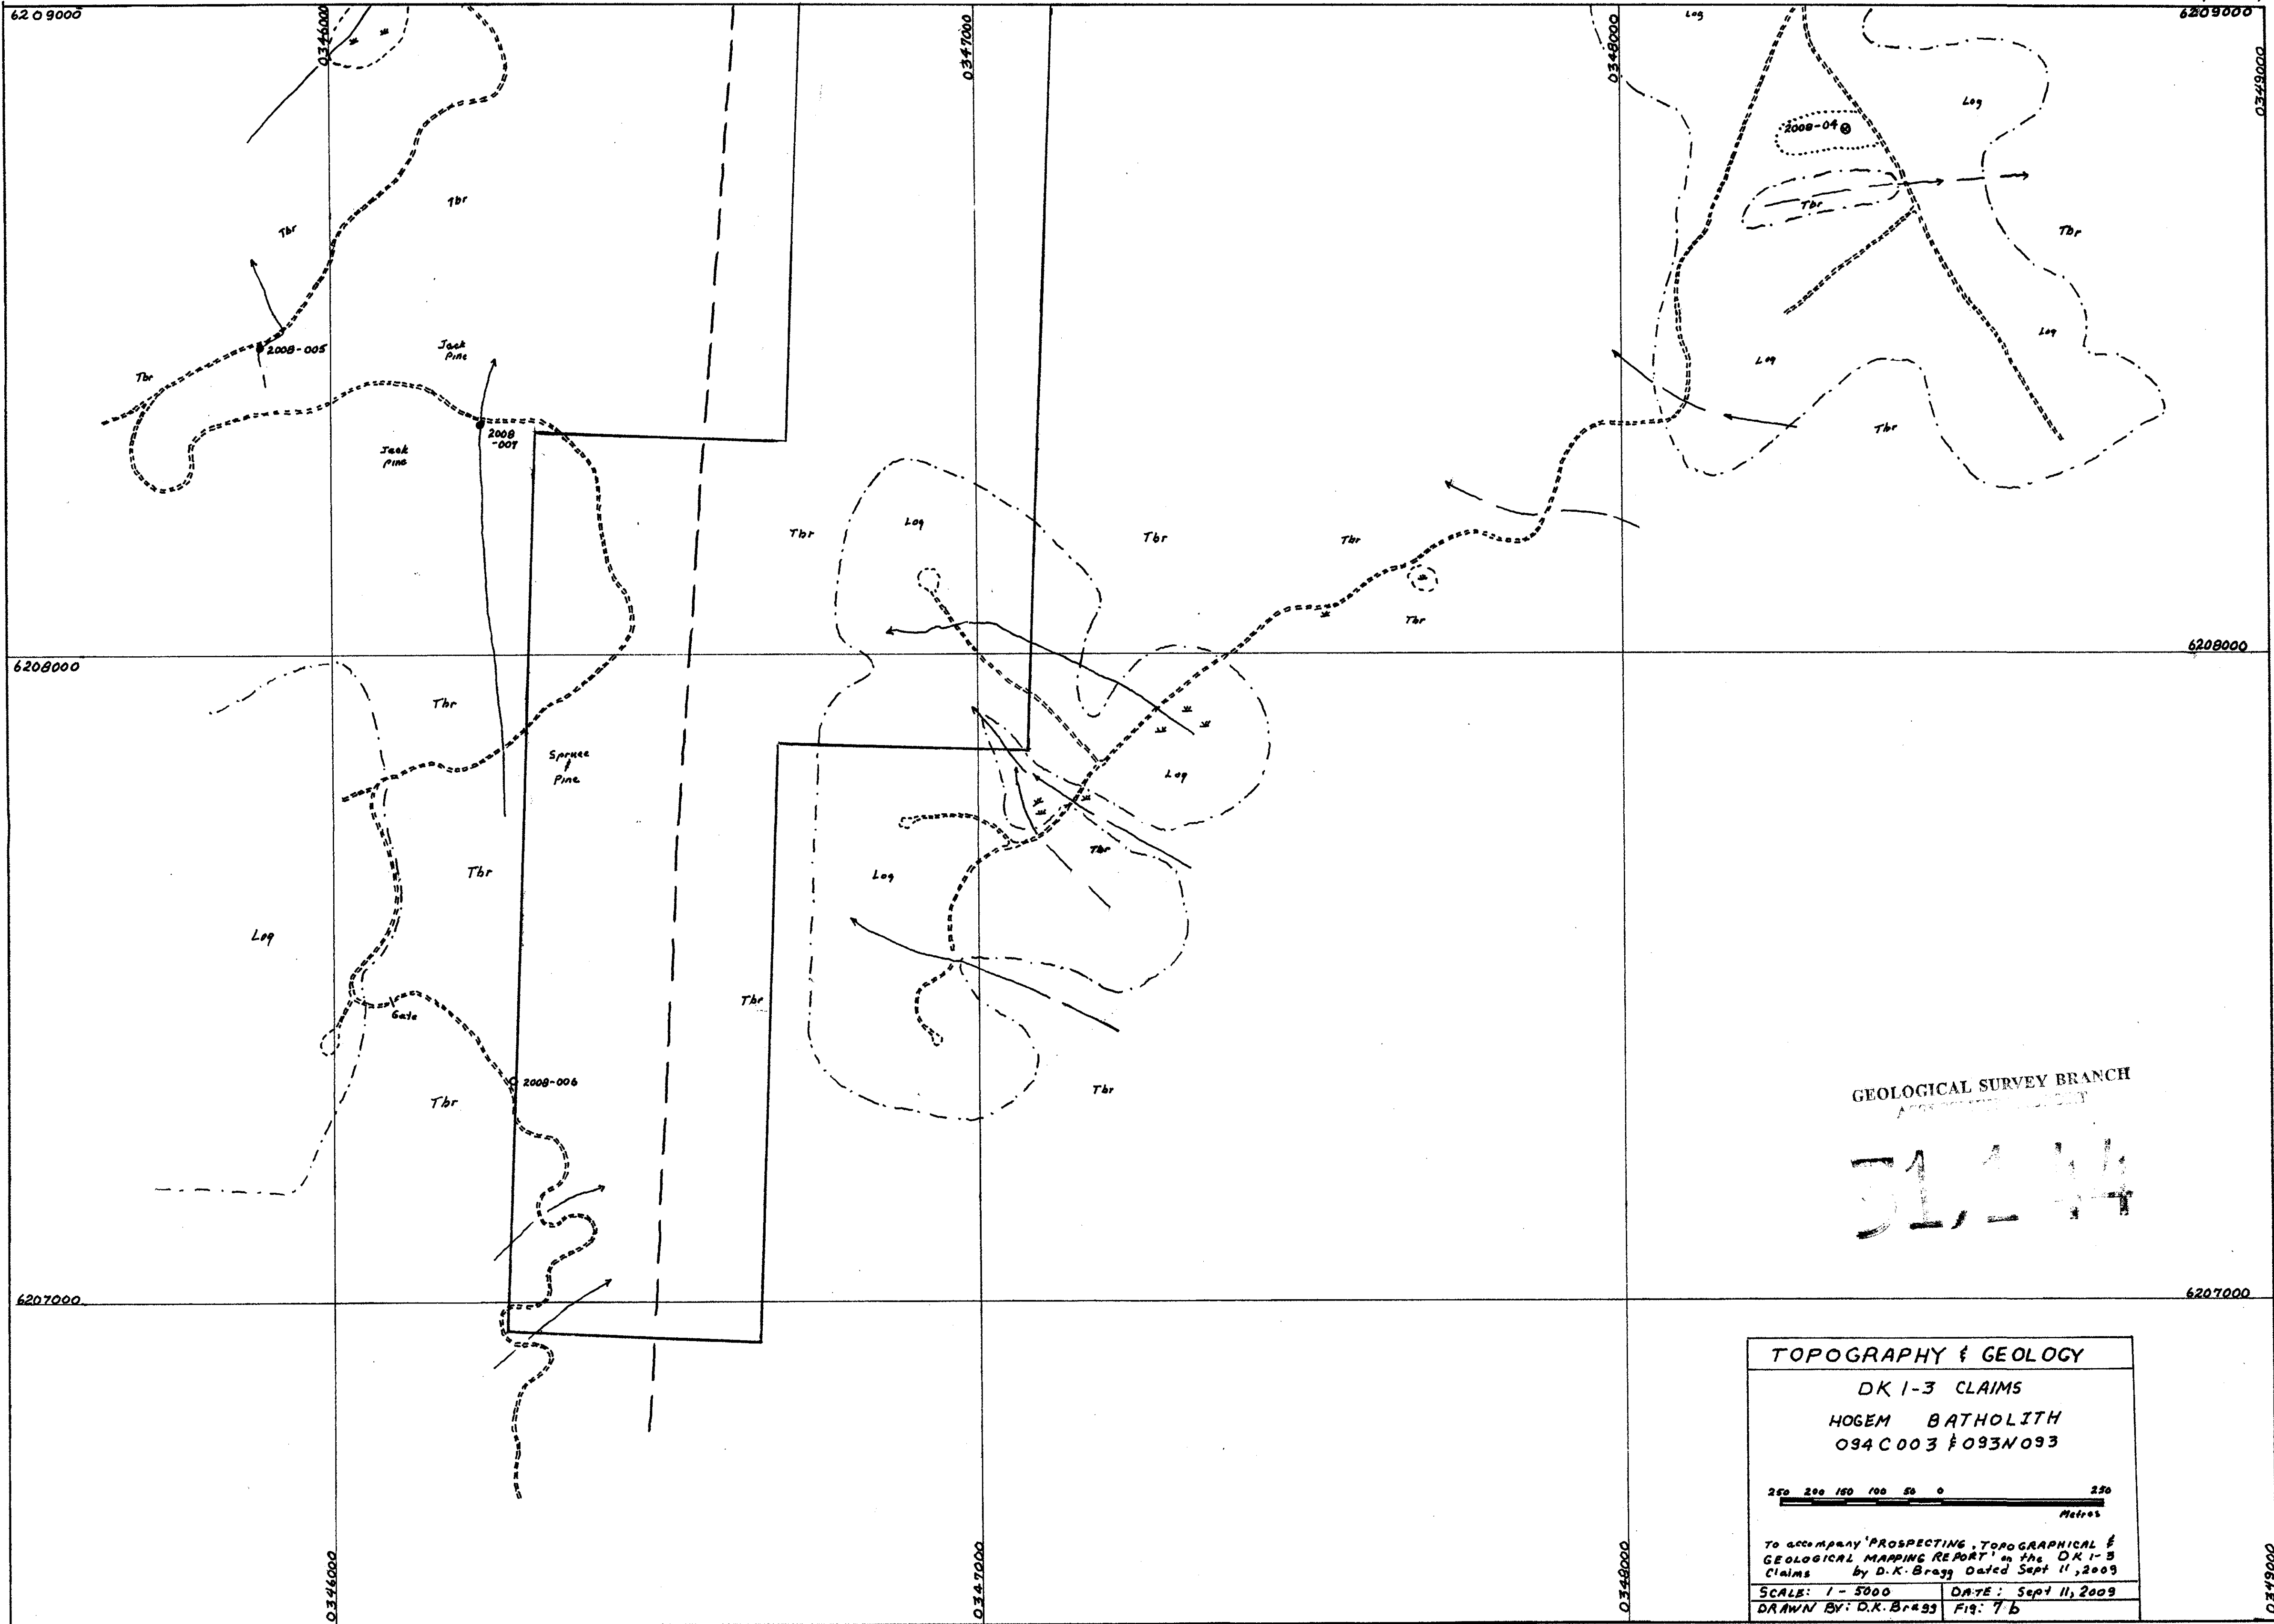 6209000
0346000
0347000
0348000
Log
6209000
0349000
Log
2008-04
Tbr
Tbr
Tbr
Tbr
Tbr
2008-005
Jack
Pine
Log
Log
Tbr
2008
-007
Jack
Pine
Tbr
Tbr
Log
Tbr
Tbr
Tbr
6208000
6208000
Tbr
Spruce
&
Pine
Log
Tbr
Tbr
Log
Log
Tbr
Gate
2008-006
Tbr
Tbr
GEOLOGICAL SURVEY BRANCH
6207000
6207000
TOPOGRAPHY & GEOLOGY
DK 1-3 CLAIMS
HOGEM BATHOLITH
094C003 & 093N093
250 200 150 100 50 0 250
Metres
To accompany 'PROSPECTING, TOPOGRAPHICAL &
GEOLOGICAL MAPPING REPORT' on the DK 1-3
Claims by D.K. Bragg Dated Sept 11, 2009
SCALE: 1-5000 DATE: Sept 11, 2009
DRAWN BY: D.K. Bragg Fig: 7b
0346000
0347000
0348000
0349000